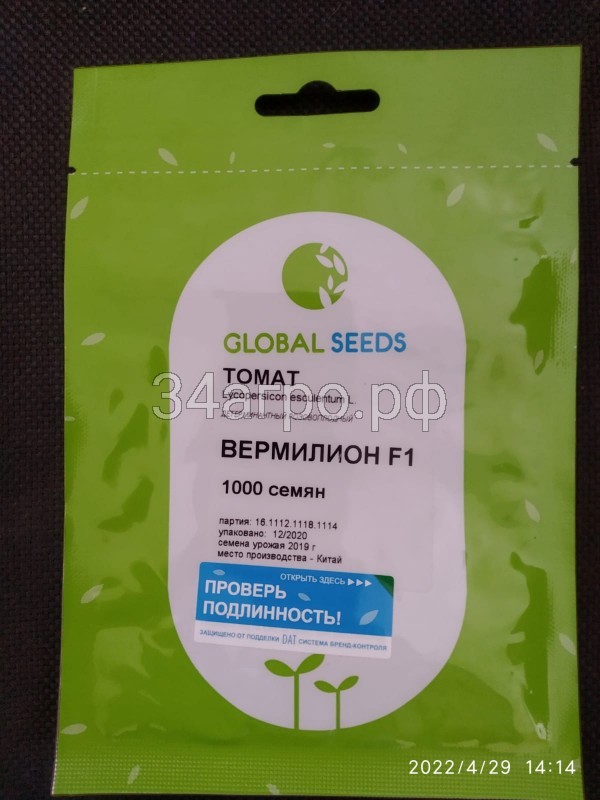 GLOBAL SEEDS
ТОМАТ
Lycopersicon esculentum L.
ДЕТЕРМИНАНТНЫЙ РОЗОВОПЛОДНЫЙ
34агро.рф
ВЕРМИЛИОН F1
1000 семян
партия: 16.1112.1118.1114
упаковано: 12/2020
семена урожая 2019 г
место производства - Китай
ОТКРЫТЬ ЗДЕСЬ ►►►
ПРОВЕРЬ
ПОДЛИННОСТЬ!
ЗАЩИЩЕНО ОТ ПОДДЕЛКИ DAT СИСТЕМА БРЕНД-КОНТРОЛЯ
2022/4/29 14:14